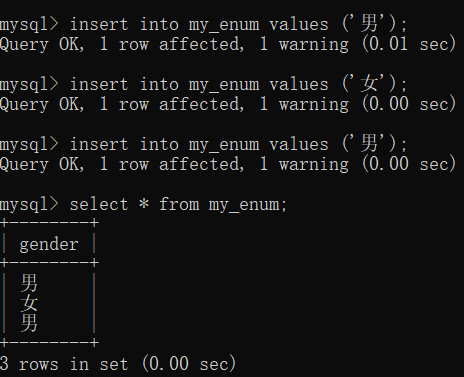 mysql> insert into my_enum values ('男');
Query OK, 1 row affected, 1 warning (0.01 sec)
mysql> insert into my_enum values ('女');
Query OK, 1 row affected, 1 warning (0.00 sec)
mysql> insert into my_enum values ('男');
Query OK, 1 row affected, 1 warning (0.00 sec)
mysql> select * from my_enum;
+--------+
| gender |
+--------+
| 男     |
| 女     |
| 男     |
+--------+
3 rows in set (0.00 sec)